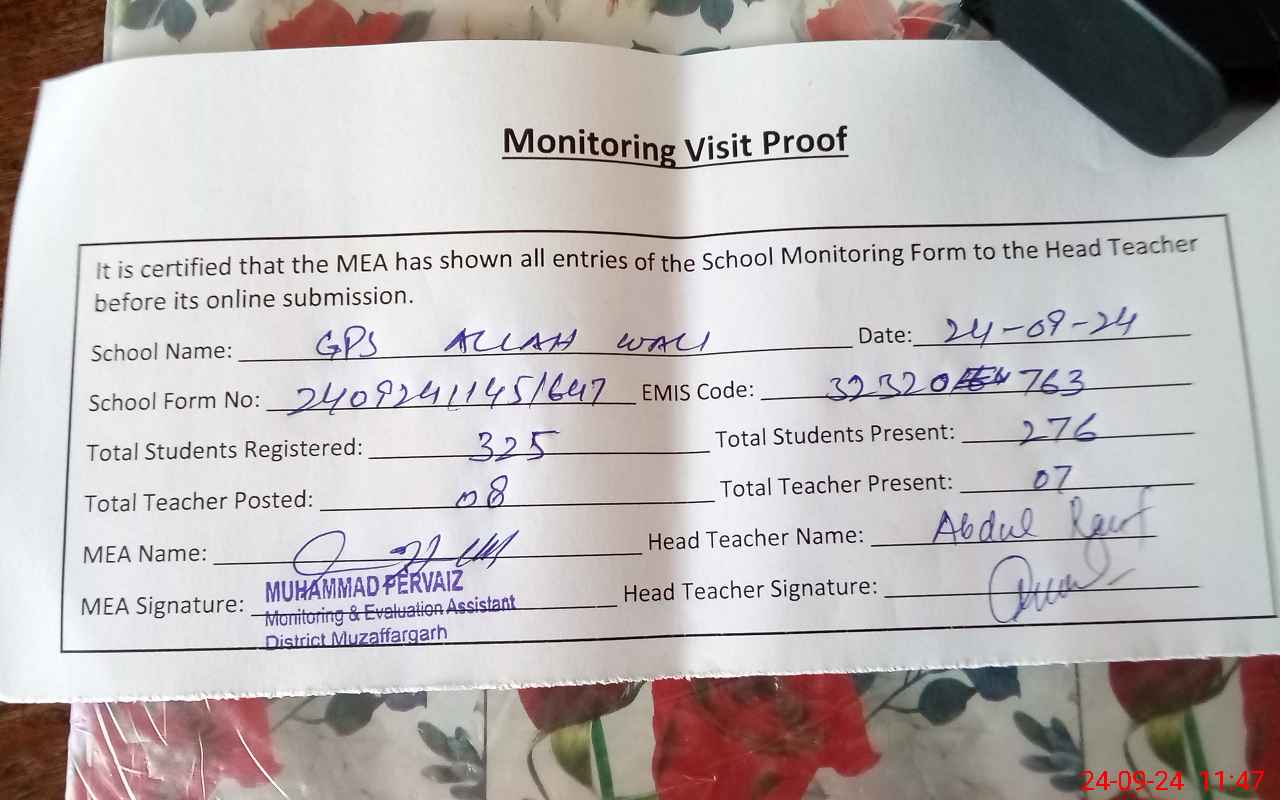 Monitoring Visit Proof
It is certified that the MEA has shown all entries of the School Monitoring Form to the Head Teacher
before its online submission.
School Name: GPS ALLAH WALI Date: 24-09-24
School Form No: 24092411451647 EMIS Code: 32320 763
Total Students Registered: 325 Total Students Present: 276
Total Teacher Posted: 08 Total Teacher Present: 07
MEA Name: Head Teacher Name: Abdul Rauf
MEA Signature: MUHAMMAD PERVAIZ Head Teacher Signature:
Monitoring & Evaluation Assistant
District Muzaffargarh
24-09-24 11:47